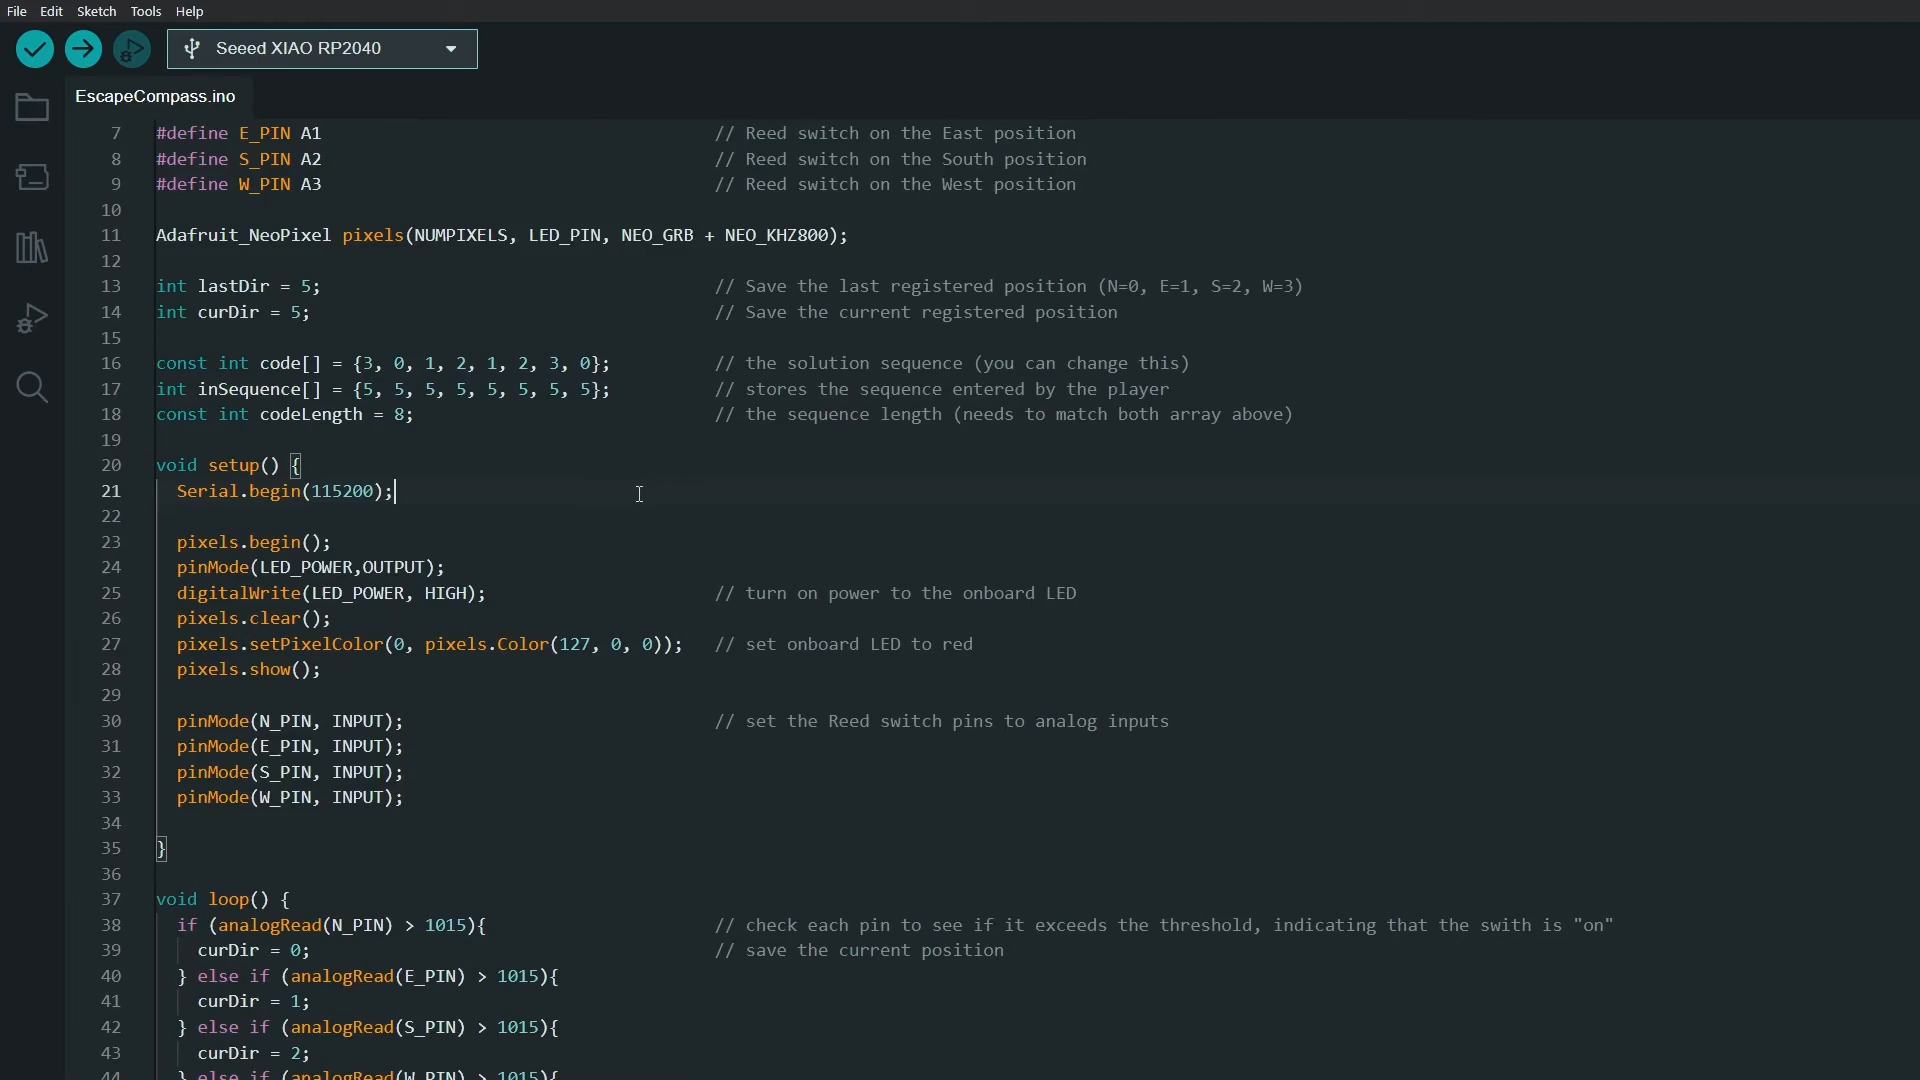 File Edit Sketch Tools Help
Seeed XIAO RP2040
EscapeCompass.ino
7 #define E_PIN A1 // Reed switch on the East position
8 #define S_PIN A2 // Reed switch on the South position
9 #define W_PIN A3 // Reed switch on the West position
10
11 Adafruit_NeoPixel pixels(NUMPIXELS, LED_PIN, NEO_GRB + NEO_KHZ800);
12
13 int lastDir = 5; // Save the last registered position (N=0, E=1, S=2, W=3)
14 int curDir = 5; // Save the current registered position
15
16 const int code[] = {3, 0, 1, 2, 1, 2, 3, 0}; // the solution sequence (you can change this)
17 int inSequence[] = {5, 5, 5, 5, 5, 5, 5, 5}; // stores the sequence entered by the player
18 const int codeLength = 8; // the sequence length (needs to match both array above)
19
20 void setup() {
21 Serial.begin(115200);
22
23 pixels.begin();
24 pinMode(LED_POWER,OUTPUT);
25 digitalWrite(LED_POWER, HIGH); // turn on power to the onboard LED
26 pixels.clear();
27 pixels.setPixelColor(0, pixels.Color(127, 0, 0)); // set onboard LED to red
28 pixels.show();
29
30 pinMode(N_PIN, INPUT); // set the Reed switch pins to analog inputs
31 pinMode(E_PIN, INPUT);
32 pinMode(S_PIN, INPUT);
33 pinMode(W_PIN, INPUT);
34
35 }
36
37 void loop() {
38 if (analogRead(N_PIN) > 1015){ // check each pin to see if it exceeds the threshold, indicating that the swith is "on"
39 curDir = 0; // save the current position
40 } else if (analogRead(E_PIN) > 1015){
41 curDir = 1;
42 } else if (analogRead(S_PIN) > 1015){
43 curDir = 2;
44 } else if (analogRead(W_PIN) > 1015){